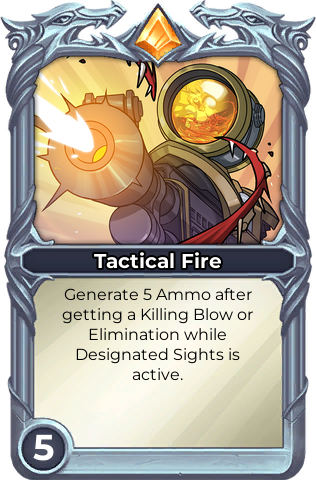 Tactical Fire
Generate 5 Ammo after
getting a Killing Blow or
Elimination while
Designated Sights is
active.
5